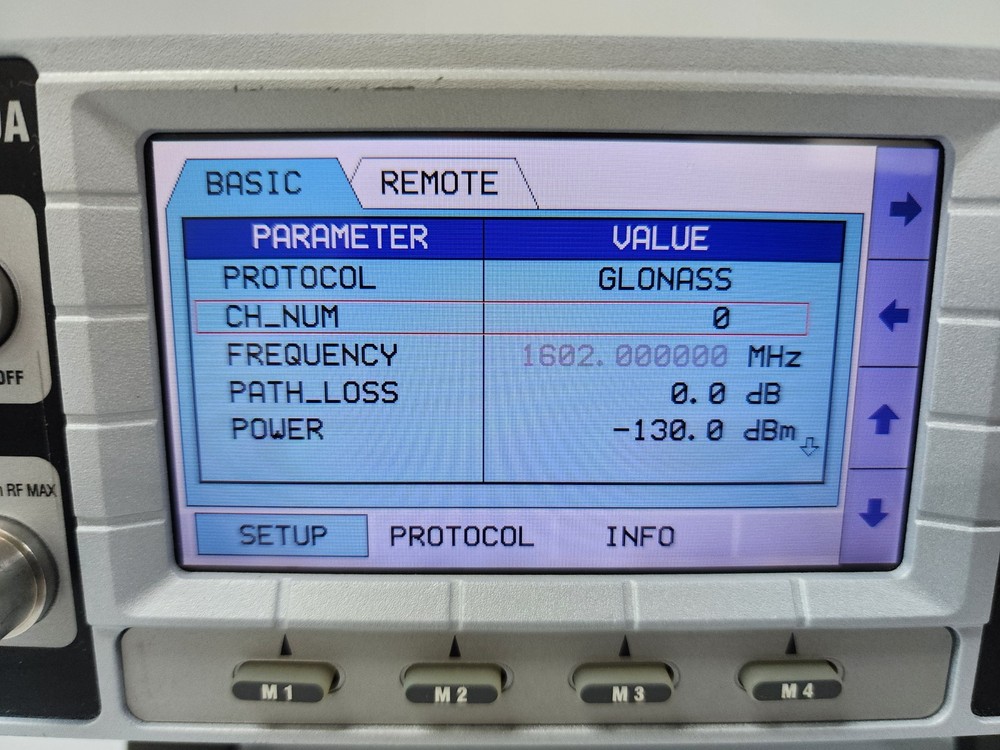 A
BASIC REMOTE
PARAMETER VALUE
PROTOCOL GLONASS
CH_NUM 0
FREQUENCY 1602.000000 MHz
PATH_LOSS 0.0 dB
POWER -130.0 dBm
OFF
RF MAX
SETUP PROTOCOL INFO
M1 M2 M3 M4